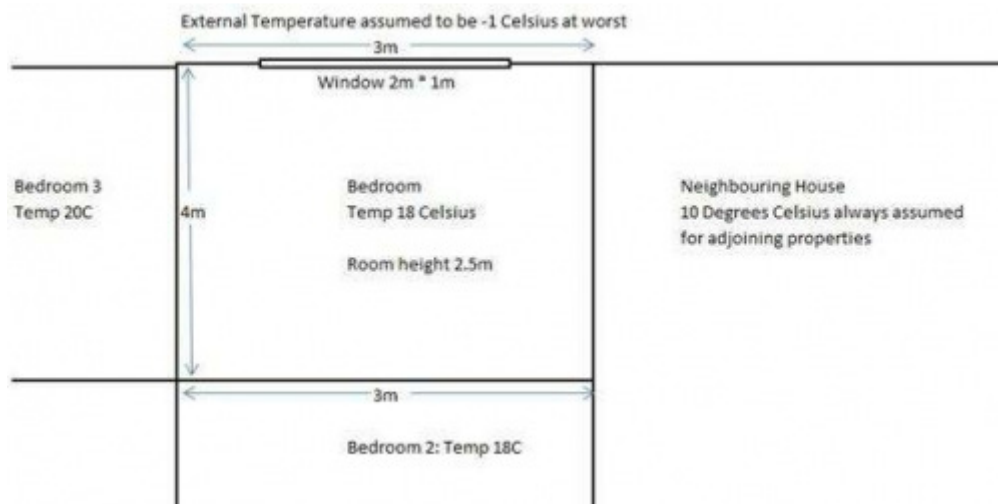 External Temperature assumed to be -1 Celsius at worst
3m
Window 2m * 1m
Bedroom 3
Temp 20C
4m
Bedroom
Temp 18 Celsius
Room height 2.5m
Neighbouring House
10 Degrees Celsius always assumed
for adjoining properties
3m
Bedroom 2: Temp 18C